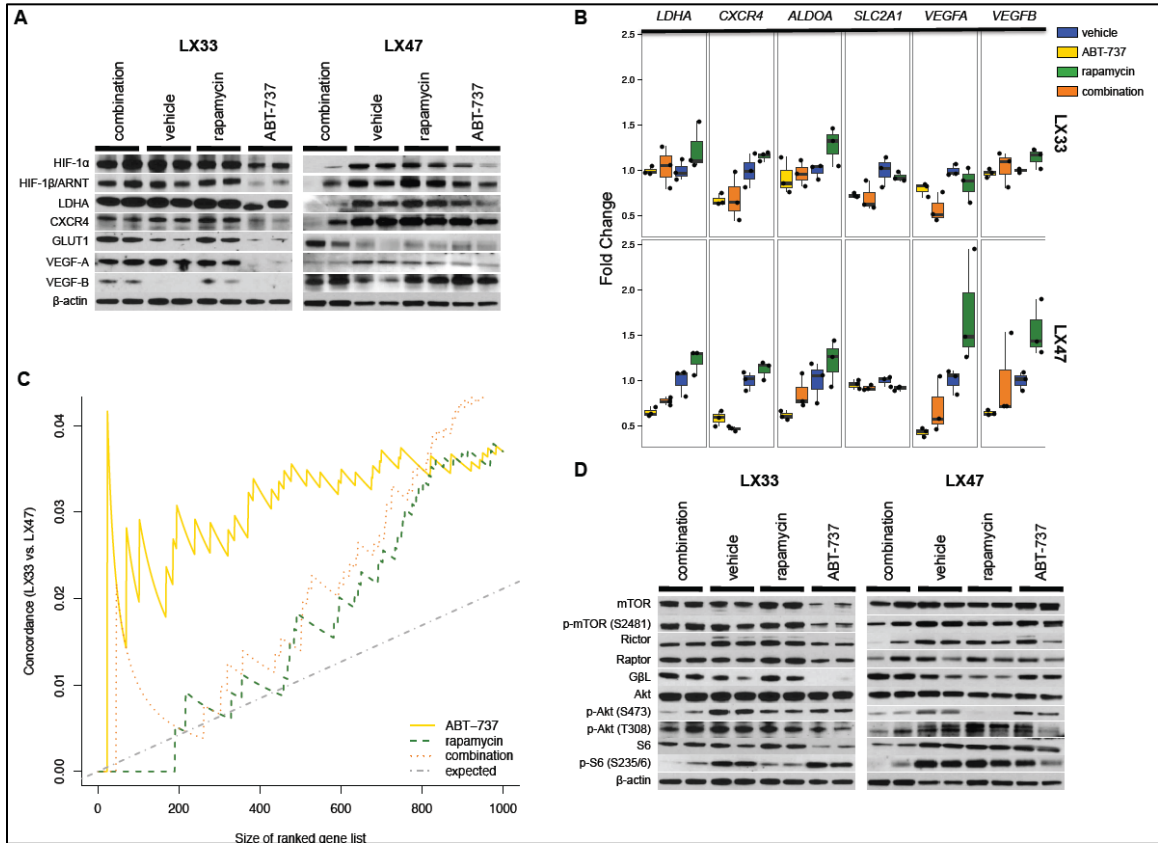 A
LX33 LX47
combination vehicle rapamycin ABT-737 combination vehicle rapamycin ABT-737
HIF-1α
HIF-1β/ARNT
LDHA
CXCR4
GLUT1
VEGF-A
VEGF-B
β-actin
B
LDHA CXCR4 ALDOA SLC2A1 VEGFA VEGFB
2.5
2.0
1.5
1.0
0.5
2.5
2.0
1.5
1.0
0.5
Fold Change
vehicle
ABT-737
rapamycin
combination
LX33
LX47
C
Concordance (LX33 vs. LX47)
0.04
0.03
0.02
0.01
0.00
ABT-737
rapamycin
combination
expected
0 200 400 600 800 1000
Size of ranked gene list
D
LX33 LX47
combination vehicle rapamycin ABT-737 combination vehicle rapamycin ABT-737
mTOR
p-mTOR (S2481)
Rictor
Raptor
GβL
Akt
p-Akt (S473)
p-Akt (T308)
S6
p-S6 (S235/6)
β-actin